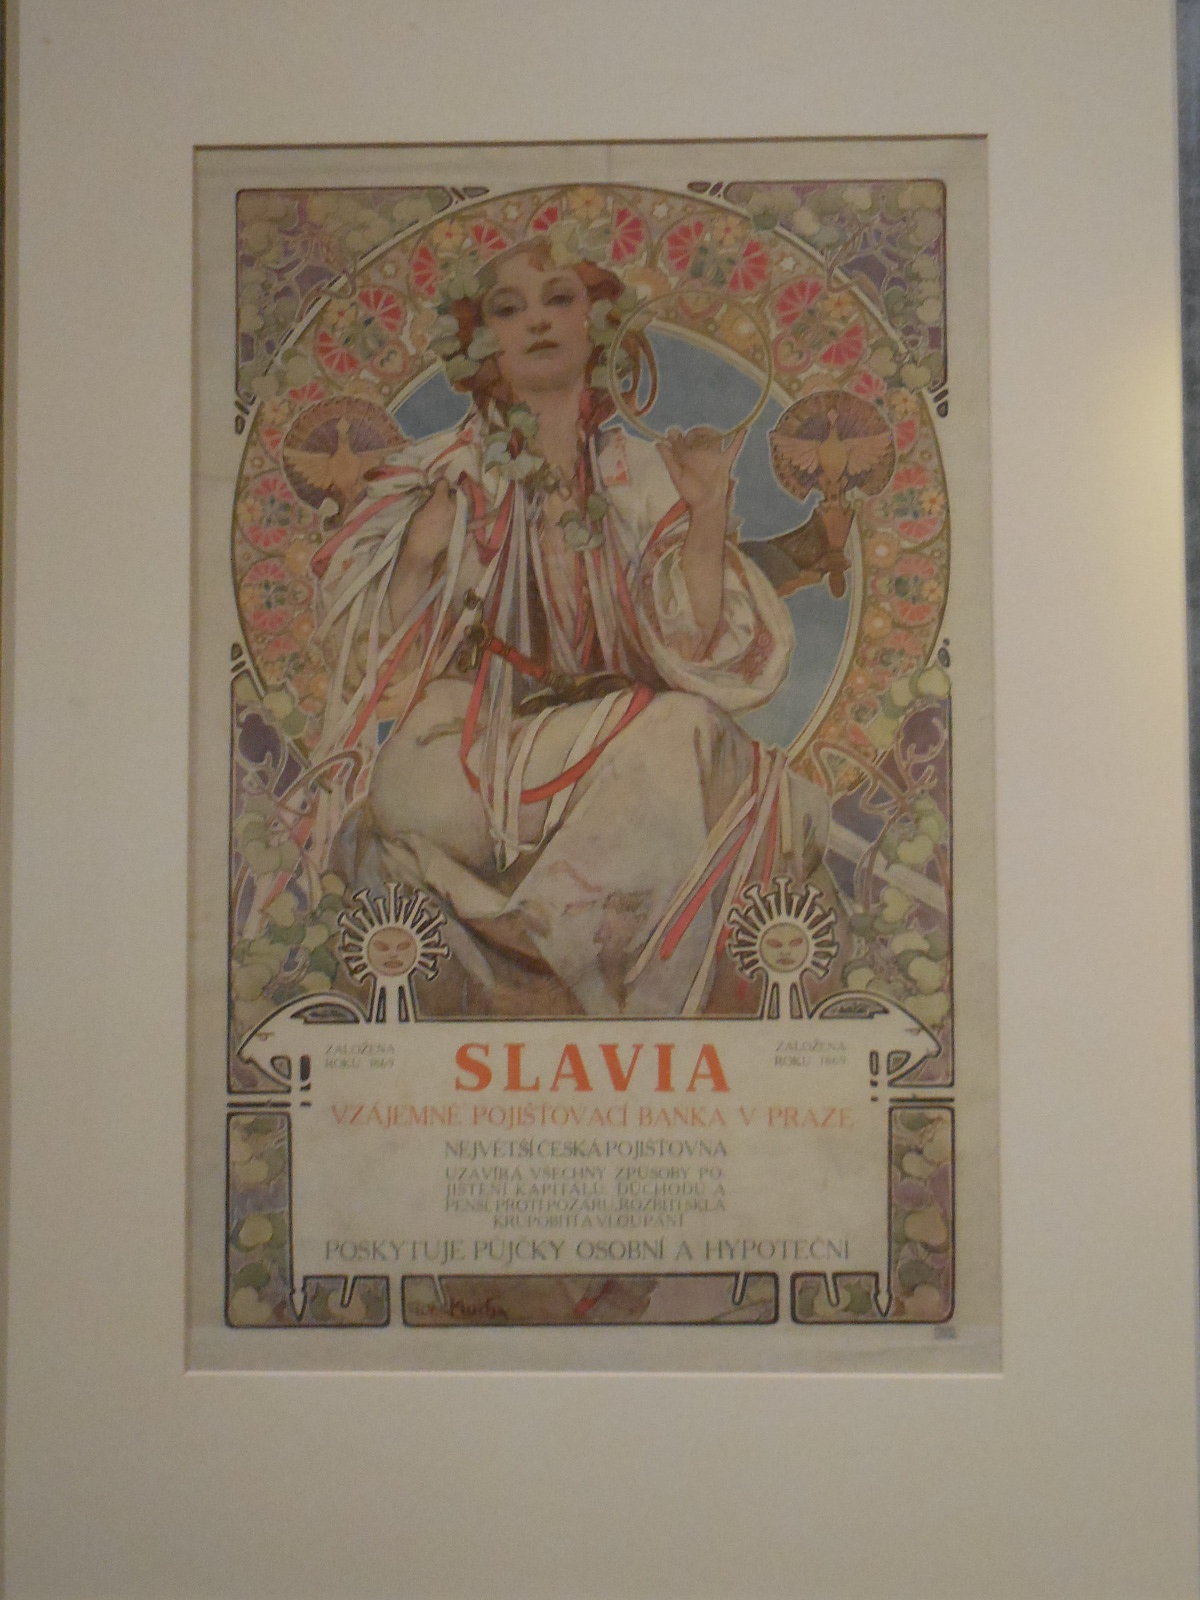 ZALOŽENA
ROKU 1869
SLAVIA
ZALOŽENA
ROKU 1869
VZÁJEMNĚ POJIŠŤOVACÍ BANKA V PRAZE
NEJVĚTŠÍ ČESKÁ POJIŠŤOVNA
UZAVÍRÁ VŠECHNY ZPŮSOBY PO-
JIŠTĚNÍ KAPITÁLŮ, DŮCHODŮ A
PENSÍ, PROTI POŽÁRU, ROZBITÍ SKLA
KRUPOBITÍ A VLOUPÁNÍ
POSKYTUJE PŮJČKY OSOBNÍ A HYPOTEČNÍ
Mucha